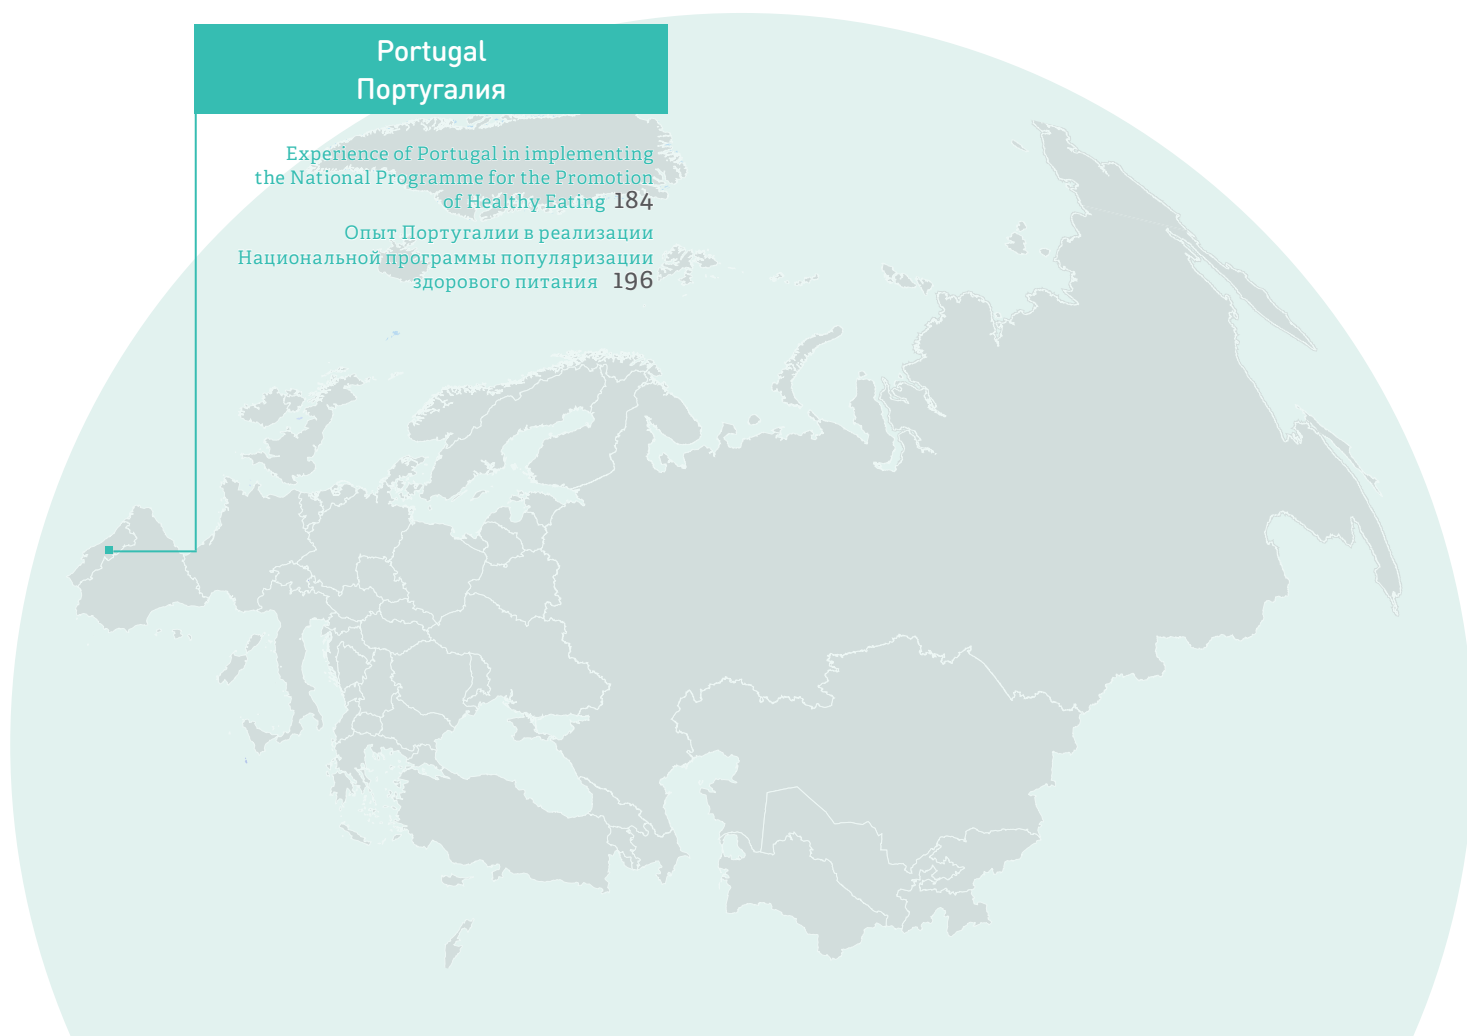 Portugal
Португалия
Experience of Portugal in implementing
the National Programme for the Promotion
of Healthy Eating 184
Опыт Португалии в реализации
Национальной программы популяризации
здорового питания 196